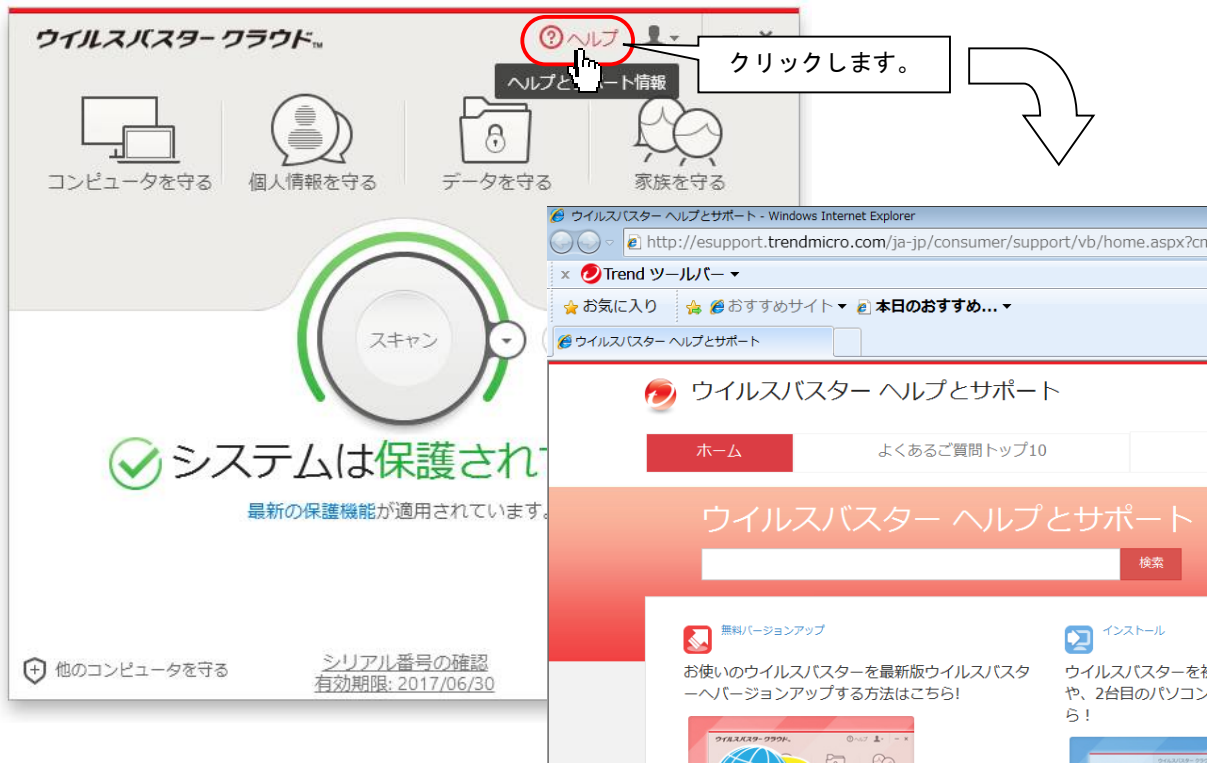 ウイルスバスター クラウド™
ヘルプ
クリックします。
ヘルプと
ート情報
コンピュータを守る
個人情報を守る
データを守る
家族を守る
スキャン
システムは保護され
最新の保護機能が適用されています。
他のコンピュータを守る
シリアル番号の確認
有効期限: 2017/06/30
ウイルスバスター ヘルプとサポート - Windows Internet Explorer
http://esupport.trendmicro.com/ja-jp/consumer/support/vb/home.aspx?cm
x Trend ツールバー
お気に入り おすすめサイト 本日のおすすめ...
ウイルスバスター ヘルプとサポート
ウイルスバスター ヘルプとサポート
ホーム よくあるご質問トップ10
ウイルスバスター ヘルプとサポート
検索
無料バージョンアップ
お使いのウイルスバスターを最新版ウイルスバスタ
ーへバージョンアップする方法はこちら!
インストール
ウイルスバスターを
や、2台目のパソコン
ら！
ウイルスバスター クラウド
ヘルプ